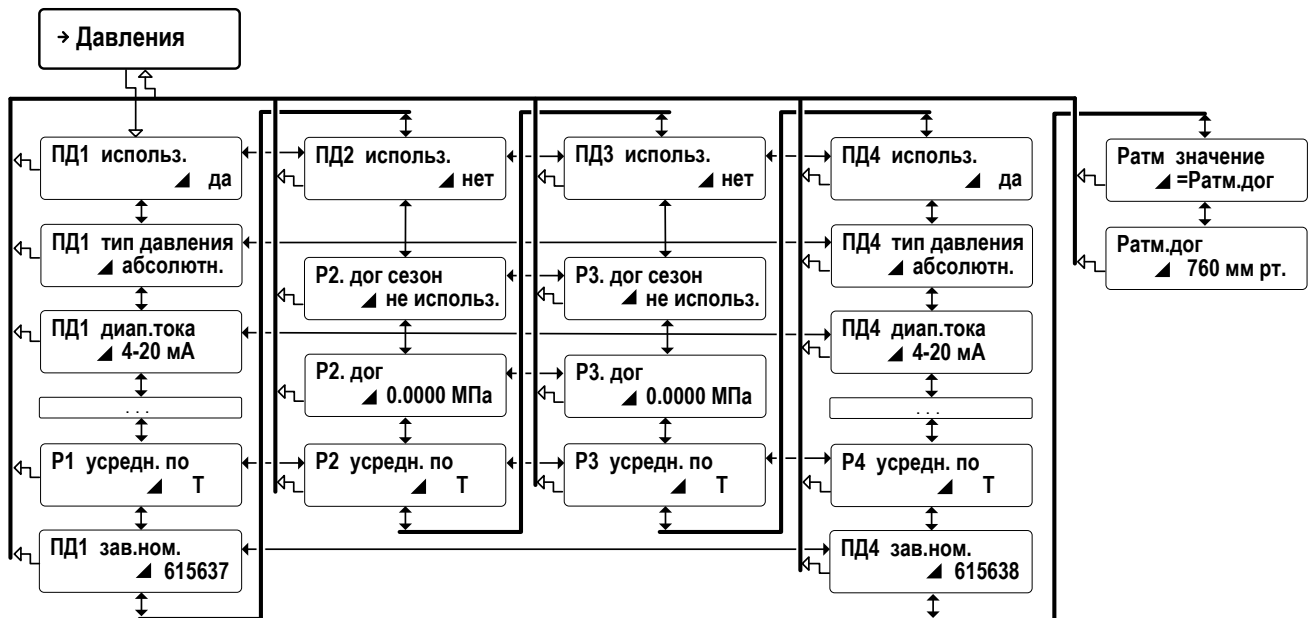 → Давления
ПД1 использ.
да
ПД1 тип давления
абсолютн.
ПД1 диап.тока
4-20 мА
. . .
Р1 усредн. по
Т
ПД1 зав.ном.
615637
ПД2 использ.
нет
Р2. дог сезон
не использ.
Р2. дог
0.0000 МПа
Р2 усредн. по
Т
ПД3 использ.
нет
Р3. дог сезон
не использ.
Р3. дог
0.0000 МПа
Р3 усредн. по
Т
ПД4 использ.
да
ПД4 тип давления
абсолютн.
ПД4 диап.тока
4-20 мА
. . .
Р4 усредн. по
Т
ПД4 зав.ном.
615638
Ратм значение
=Ратм.дог
Ратм.дог
760 мм рт.